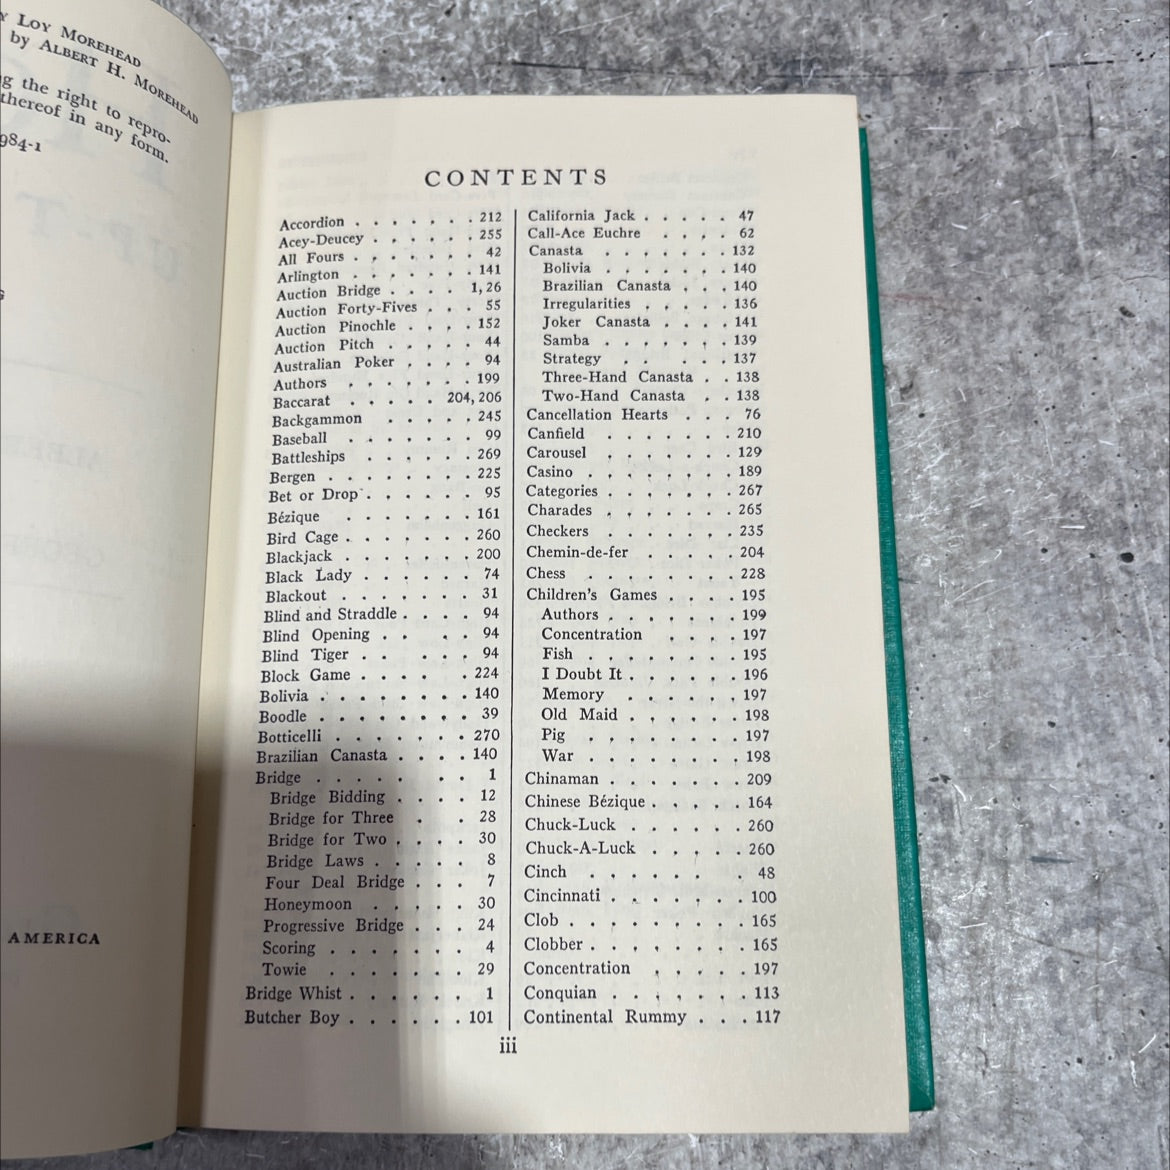 LOY MOREHEAD
by ALBERT H. MOREHEAD
the right to repro-
thereof in any form.
984-1
AMERICA
CONTENTS
Accordion . . . . . . . 212
Acey-Deucey . . . . . . 255
All Fours . . . . . . . 42
Arlington . . . . . . . 141
Auction Bridge . . . . 1, 26
Auction Forty-Fives . . . 55
Auction Pinochle . . . . 152
Auction Pitch . . . . . 44
Australian Poker . . . . 94
Authors . . . . . . . 199
Baccarat . . . . . 204, 206
Backgammon . . . . . 245
Baseball . . . . . . . 99
Battleships . . . . . . 269
Bergen . . . . . . . . 225
Bet or Drop . . . . . . 95
Bézique . . . . . . . 161
Bird Cage . . . . . . . 260
Blackjack . . . . . . . 200
Black Lady . . . . . . 74
Blackout . . . . . . . 31
Blind and Straddle . . . . 94
Blind Opening . . . . . 94
Blind Tiger . . . . . . 94
Block Game . . . . . . 224
Bolivia . . . . . . . . 140
Boodle . . . . . . . . 39
Botticelli . . . . . . . 270
Brazilian Canasta . . . . 140
Bridge . . . . . . . . 1
Bridge Bidding . . . . 12
Bridge for Three . . . 28
Bridge for Two . . . . 30
Bridge Laws . . . . . 8
Four Deal Bridge . . . 7
Honeymoon . . . . . 30
Progressive Bridge . . . 24
Scoring . . . . . . . 4
Towie . . . . . . . 29
Bridge Whist . . . . . . 1
Butcher Boy . . . . . . 101
California Jack . . . . . 47
Call-Ace Euchre . . . . 62
Canasta . . . . . . . 132
Bolivia . . . . . . . 140
Brazilian Canasta . . . 140
Irregularities . . . . . 136
Joker Canasta . . . . 141
Samba . . . . . . . 139
Strategy . . . . . 137
Three-Hand Canasta . . 138
Two-Hand Canasta . . 138
Cancellation Hearts . . . 76
Canfield . . . . . . . 210
Carousel . . . . . . . 129
Casino . . . . . . . . 189
Categories . . . . . . . 267
Charades . . . . . . . 265
Checkers . . . . . . . 235
Chemin-de-fer . . . . . 204
Chess . . . . . . . . 228
Children's Games . . . . 195
Authors . . . . . . . 199
Concentration . . . . 197
Fish . . . . . . . . 195
I Doubt It . . . . . . 196
Memory . . . . . . 197
Old Maid . . . . . . 198
Pig . . . . . . . . 197
War . . . . . . . . 198
Chinaman . . . . . . . 209
Chinese Bézique . . . . . 164
Chuck-Luck . . . . . . 260
Chuck-A-Luck . . . . . 260
Cinch . . . . . . . 48
Cincinnati . . . . . . . 100
Clob . . . . . . . . . 165
Clobber . . . . . . . . 165
Concentration . . . . . 197
Conquian . . . . . . . 113
Continental Rummy . . . 117
iii